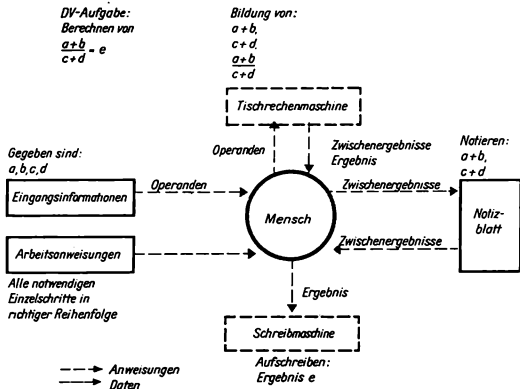 DV-Aufgabe:
Berechnen von
a+b
c+d = e
Bildung von:
a+b,
c+d,
a+b
c+d
Tischrechenmaschine
Operanden
Zwischenergebnisse
Ergebnis
Notieren:
a+b,
c+d
Gegeben sind:
a,b,c,d
Eingangsinformationen
Operanden
Mensch
Zwischenergebnisse
Notiz-
blatt
Arbeitsanweisungen
Zwischenergebnisse
Alle notwendigen
Einzelschritte in
richtiger Reihenfolge
Ergebnis
Schreibmaschine
Aufschreiben:
Ergebnis e
Anweisungen
Daten